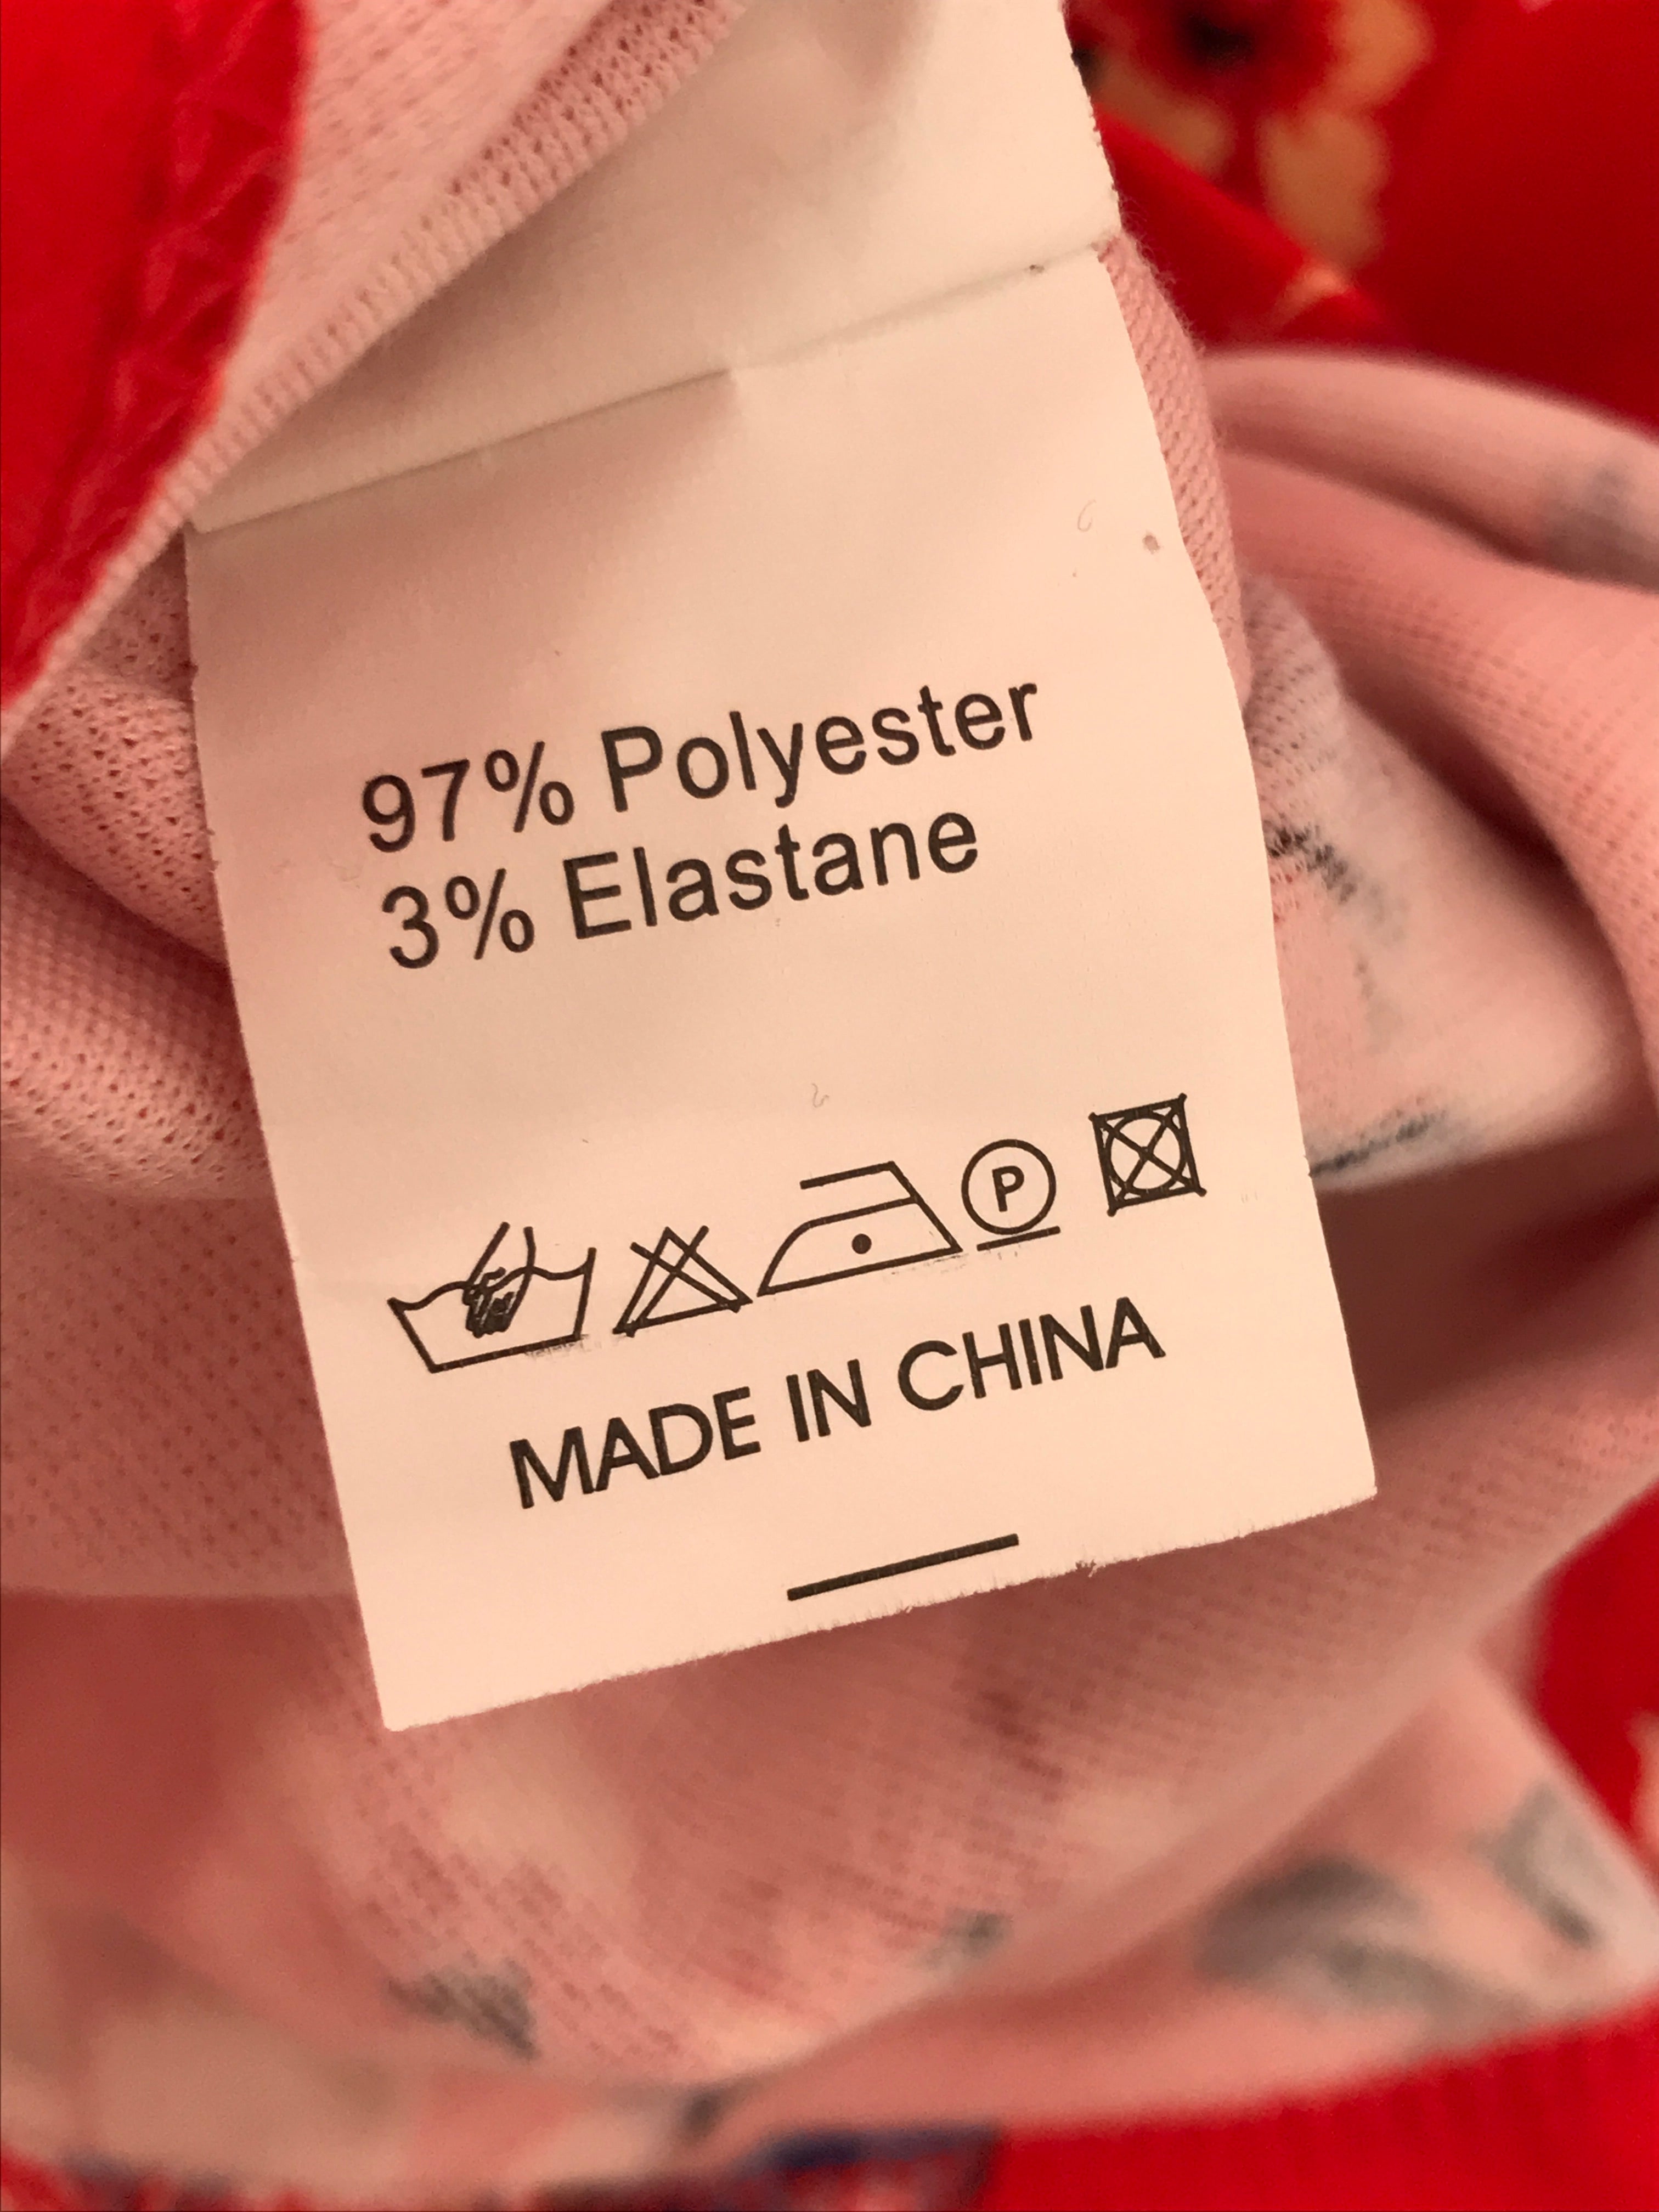 97% Polyester
3% Elastane
P
MADE IN CHINA